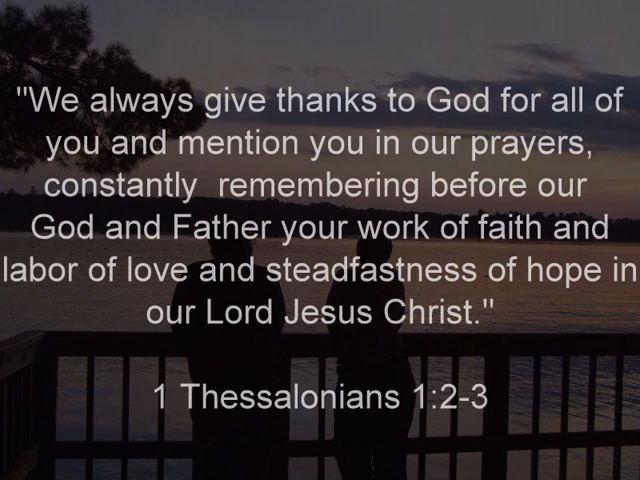 "We always give thanks to God for all of
you and mention you in our prayers,
constantly  remembering before our
God and Father your work of faith and
labor of love and steadfastness of hope in
our Lord Jesus Christ."
1 Thessalonians 1:2-3